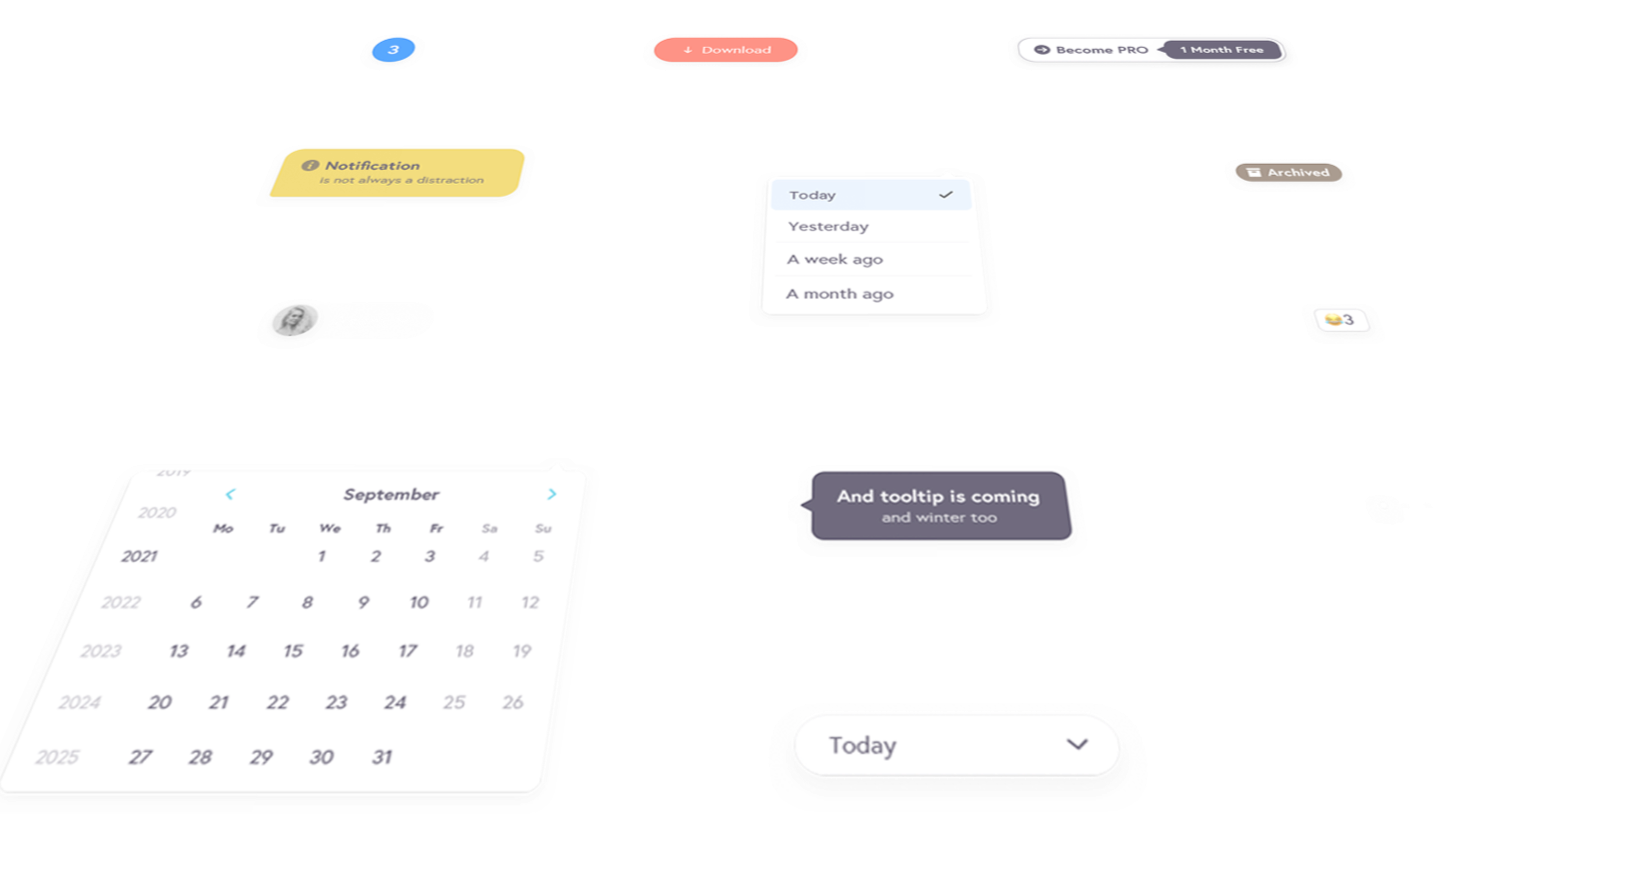 3
↓ Download
Become PRO
1 Month Free
Notification
is not always a distraction
Today
Yesterday
A week ago
A month ago
Archived
😂3
2019
September
2020
Mo Tu We Th Fr Sa Su
2021 1 2 3 4 5
2022 6 7 8 9 10 11 12
2023 13 14 15 16 17 18 19
2024 20 21 22 23 24 25 26
2025 27 28 29 30 31
And tooltip is coming
and winter too
Today